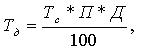 Tд = Tс * П * Д / 100 ,